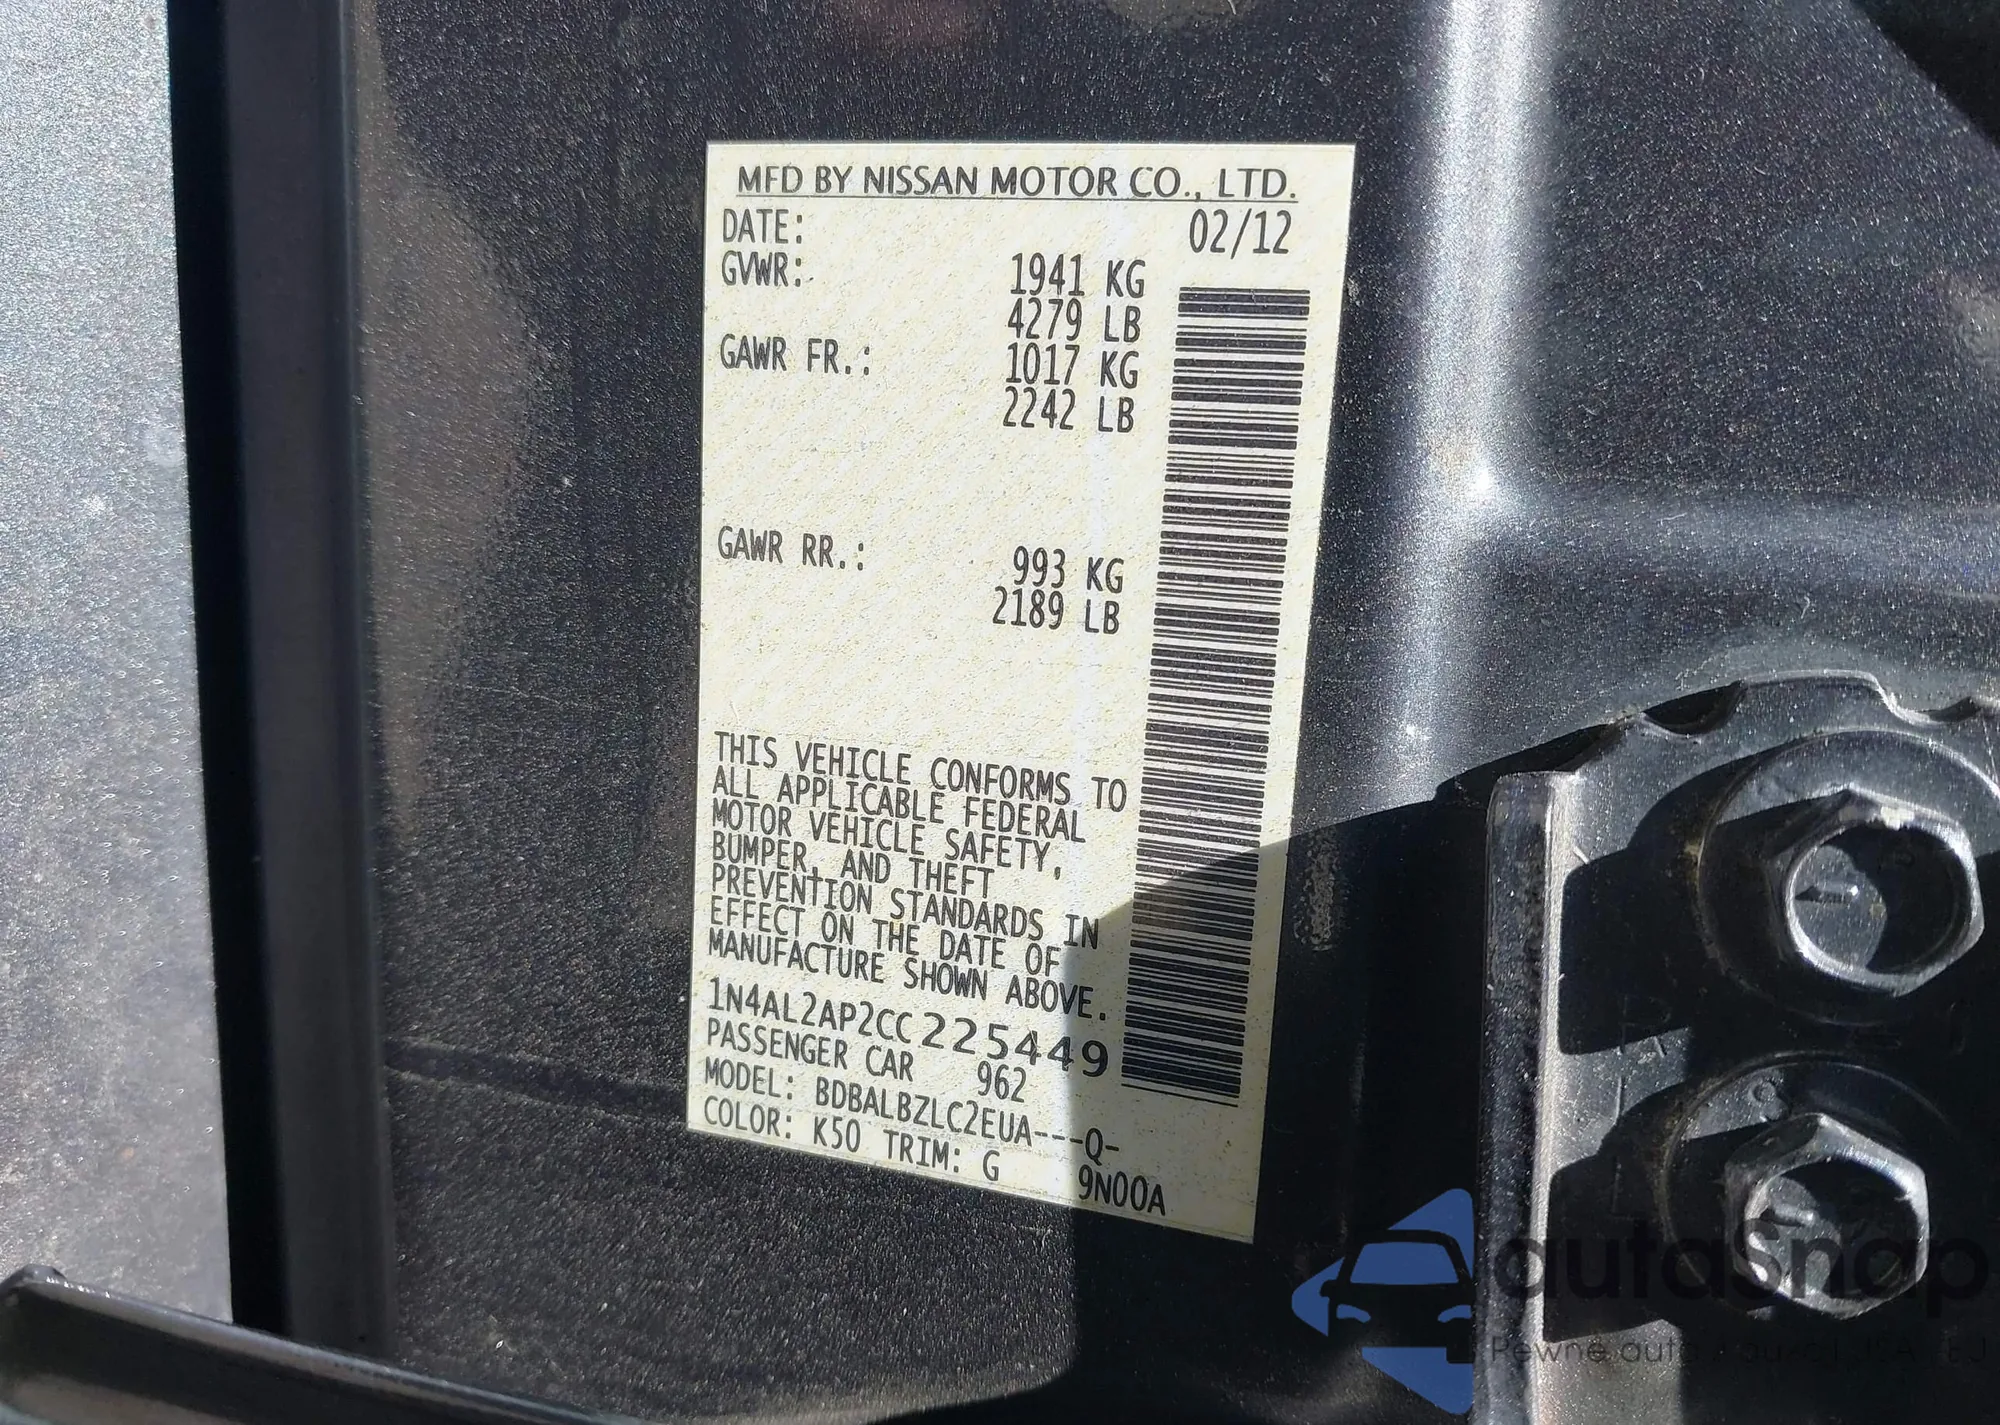 MFD BY NISSAN MOTOR CO., LTD.
DATE: 02/12
GVWR: 1941 KG
4279 LB
GAWR FR.: 1017 KG
2242 LB
GAWR RR.: 993 KG
2189 LB
THIS VEHICLE CONFORMS TO
ALL APPLICABLE FEDERAL
MOTOR VEHICLE SAFETY,
BUMPER, AND THEFT
PREVENTION STANDARDS IN
EFFECT ON THE DATE OF
MANUFACTURE SHOWN ABOVE.
1N4AL2AP2CC225449
PASSENGER CAR 962
MODEL: BDBALBZLC2EUA---Q-
COLOR: K50 TRIM: G 9N00A
autasnap
Pewne auta